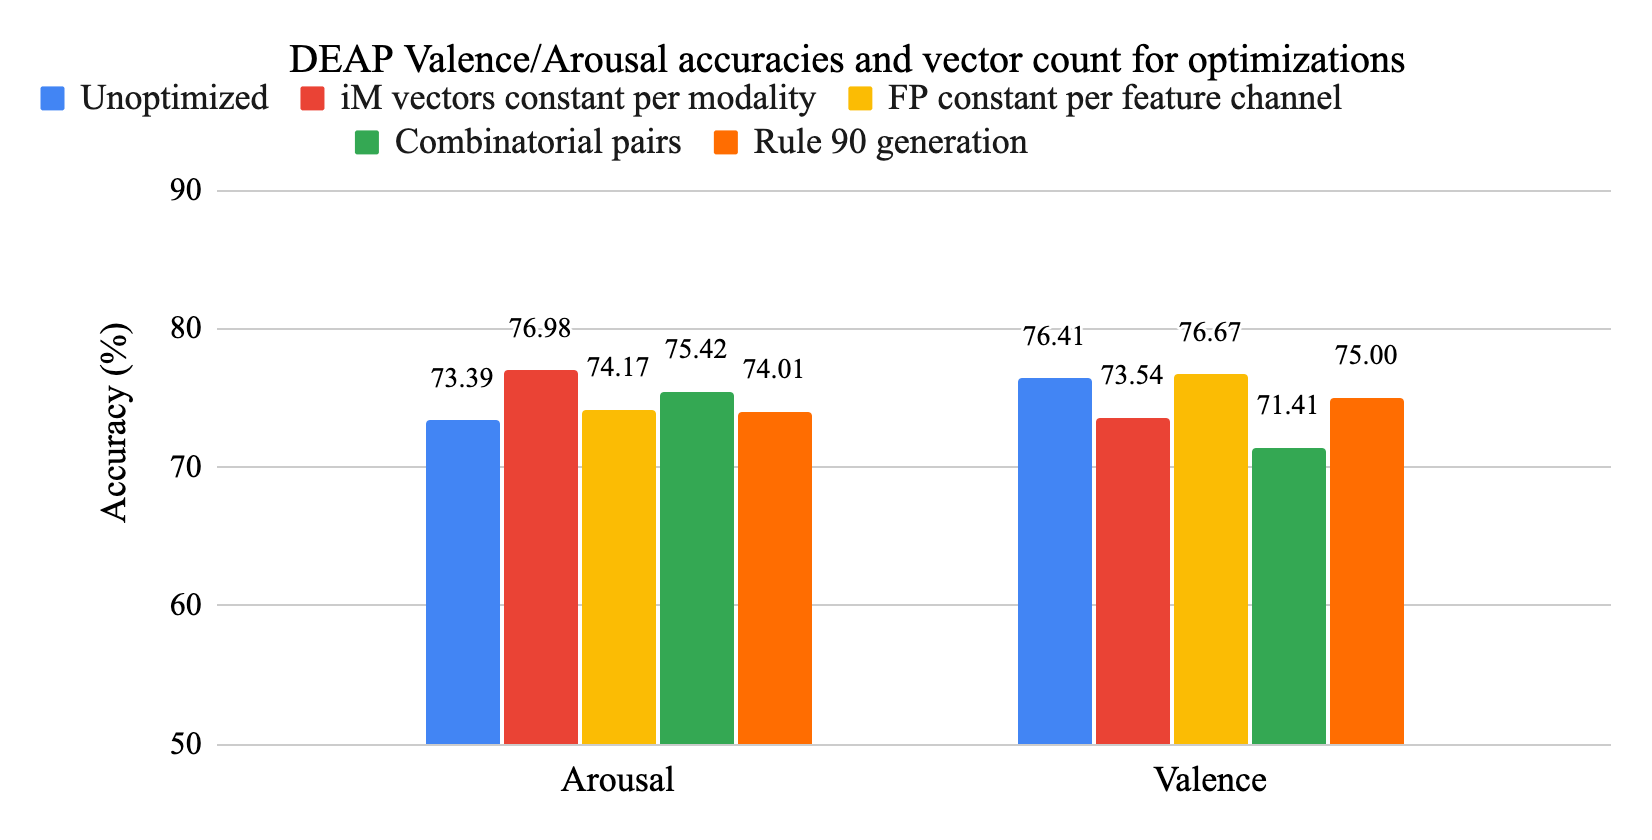 DEAP Valence/Arousal accuracies and vector count for optimizations
Unoptimized iM vectors constant per modality FP constant per feature channel
Combinatorial pairs Rule 90 generation
90
80
70
60
50
Accuracy (%)
73.39
76.98
74.17
75.42
74.01
76.41
73.54
76.67
71.41
75.00
Arousal
Valence